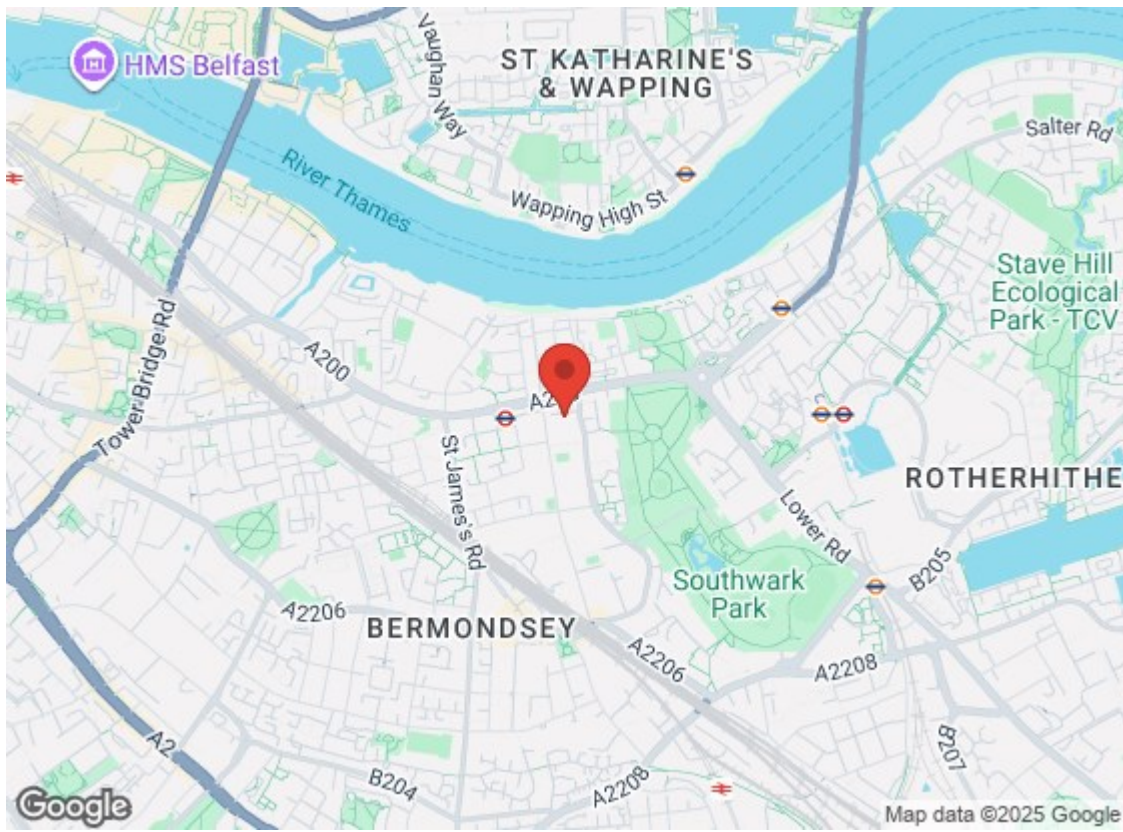 HMS Belfast
Vaughan Way
ST KATHARINE'S
& WAPPING
Salter Rd
River Thames
Wapping High St
Stave Hill
Ecological
Park - TCV
Tower Bridge Rd
A200
St James's Rd
ROTHERHITHE
Lower Rd
B205
Southwark
Park
A2206
BERMONDSEY
A2206
A2208
A2
B207
B204
A2208
Google
Map data ©2025 Google